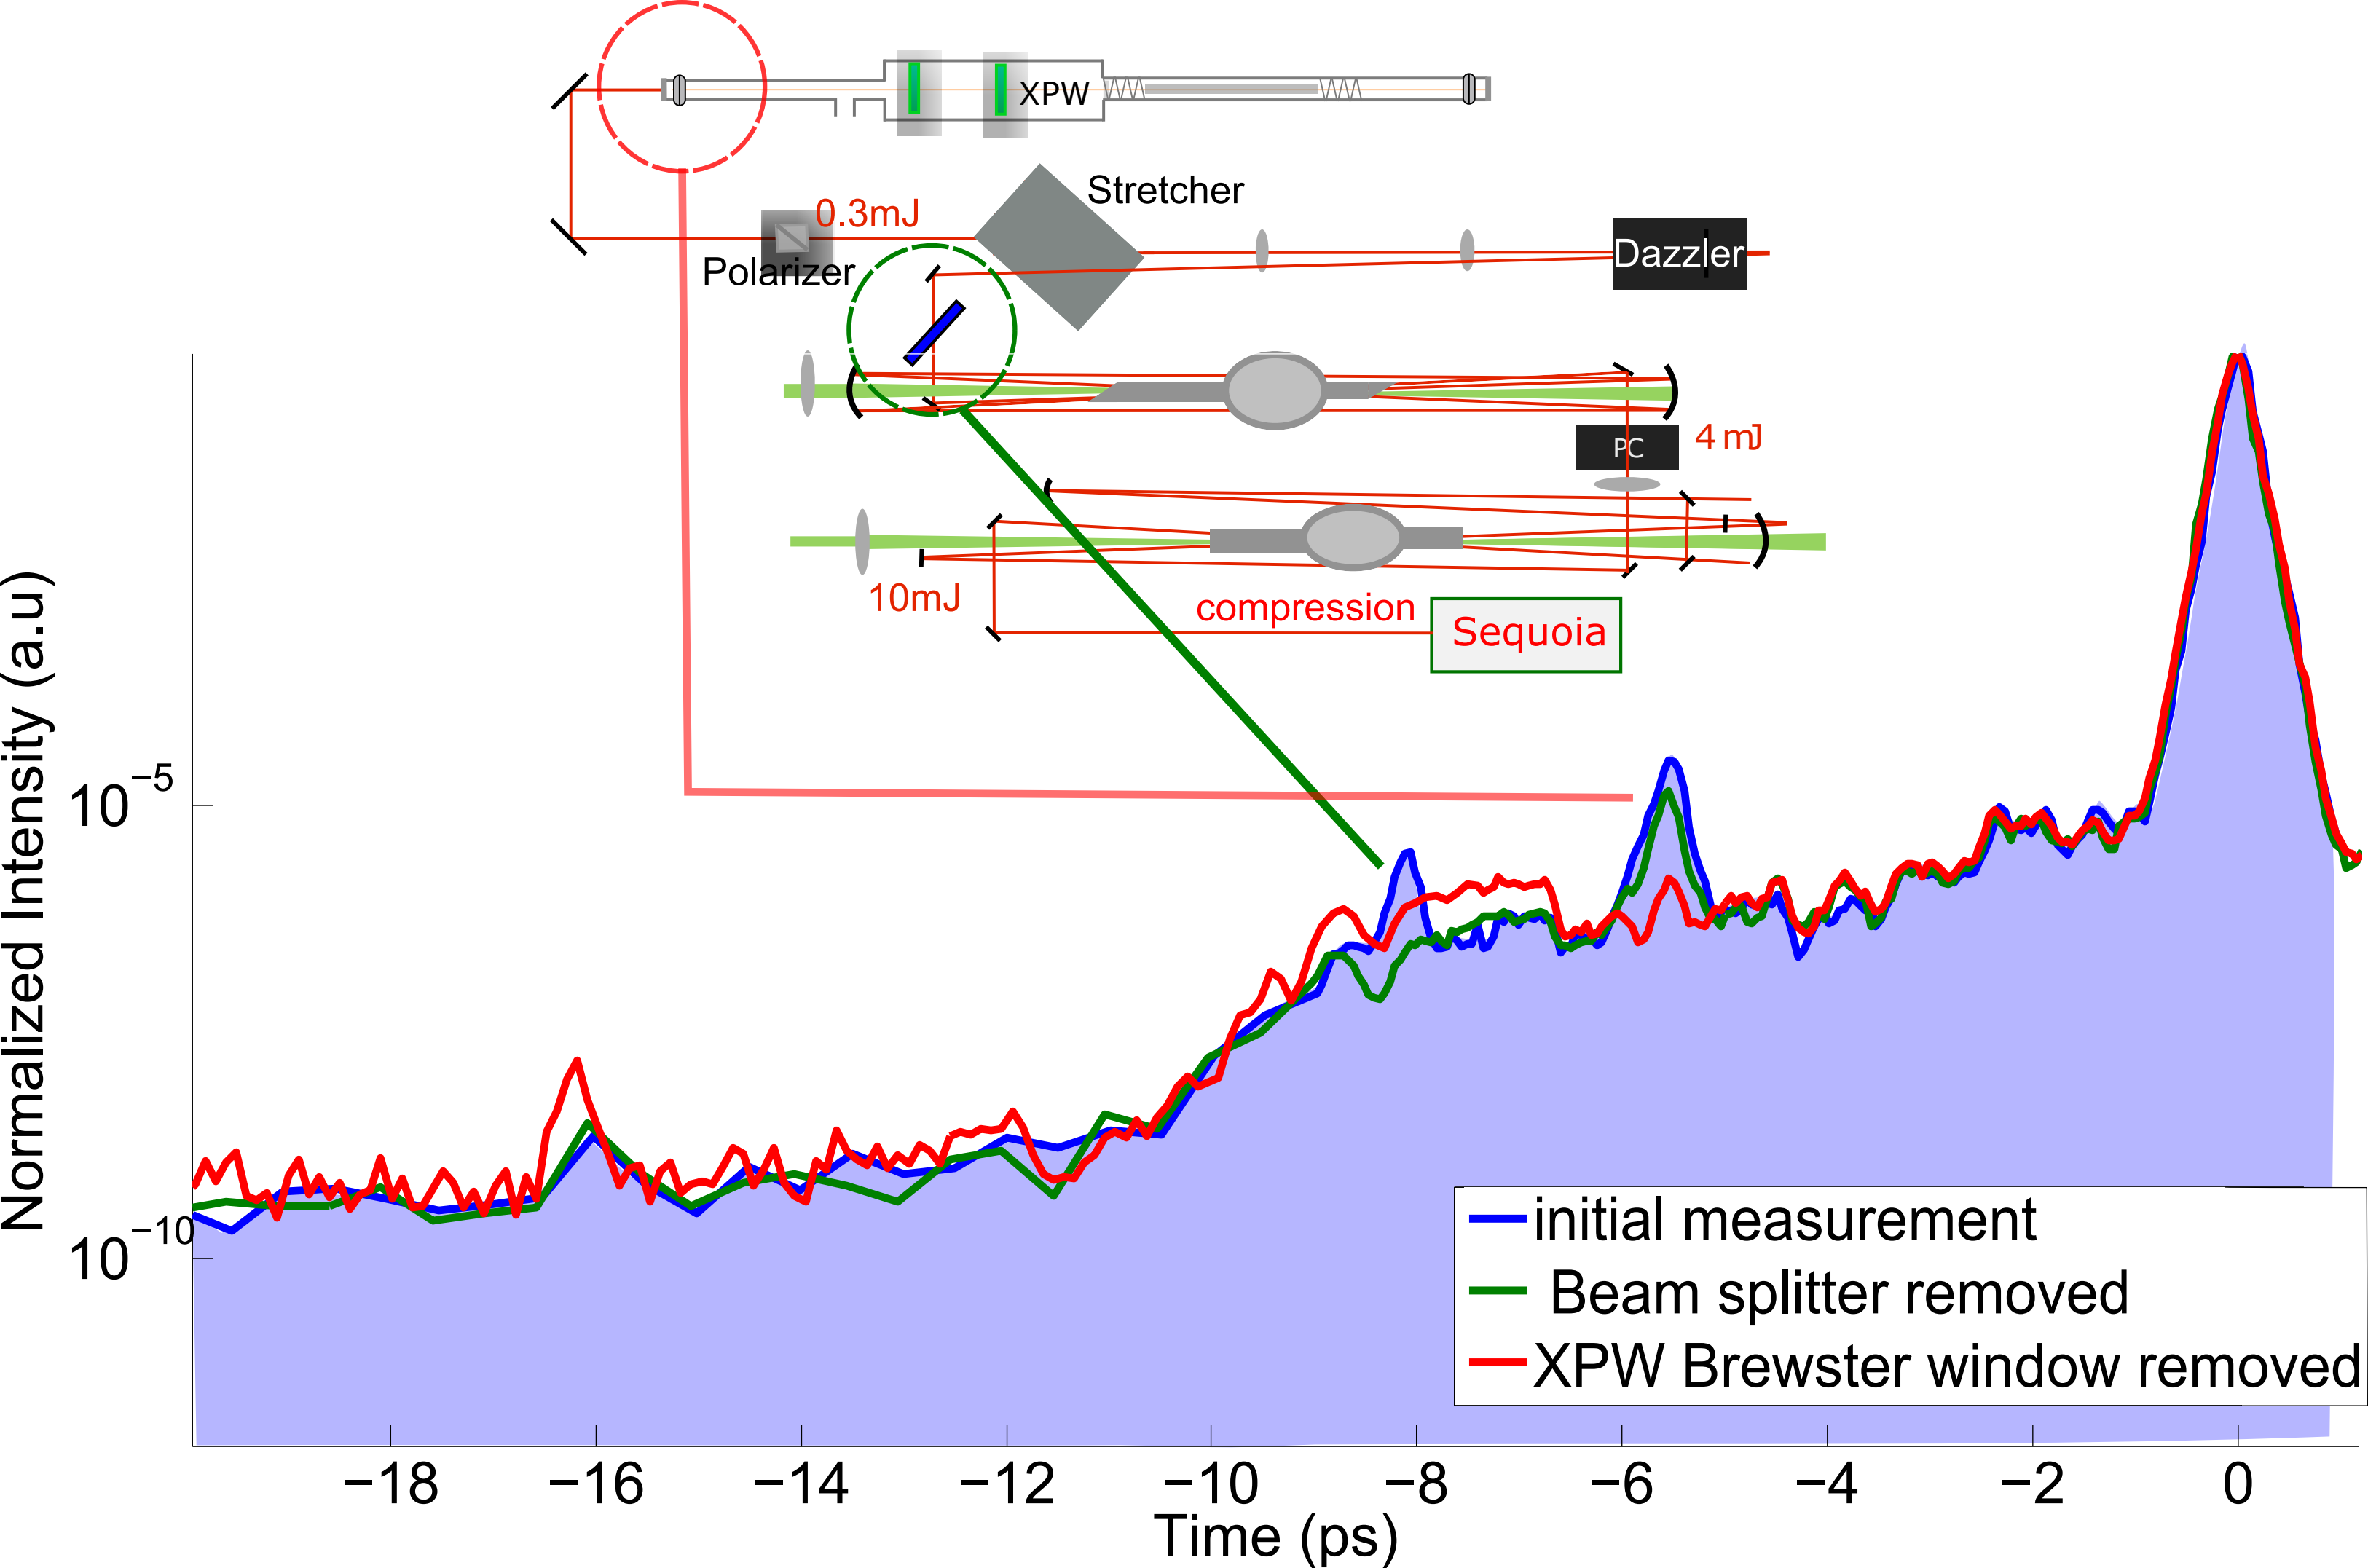 XPW
Stretcher
0.3mJ
Polarizer
Dazzler
PC
4 mJ
10mJ
compression
Sequoia
Normalized Intensity (a.u)
10−5
10−10
initial measurement
Beam splitter removed
XPW Brewster window removed
−18 −16 −14 −12 −10 −8 −6 −4 −2 0
Time (ps)